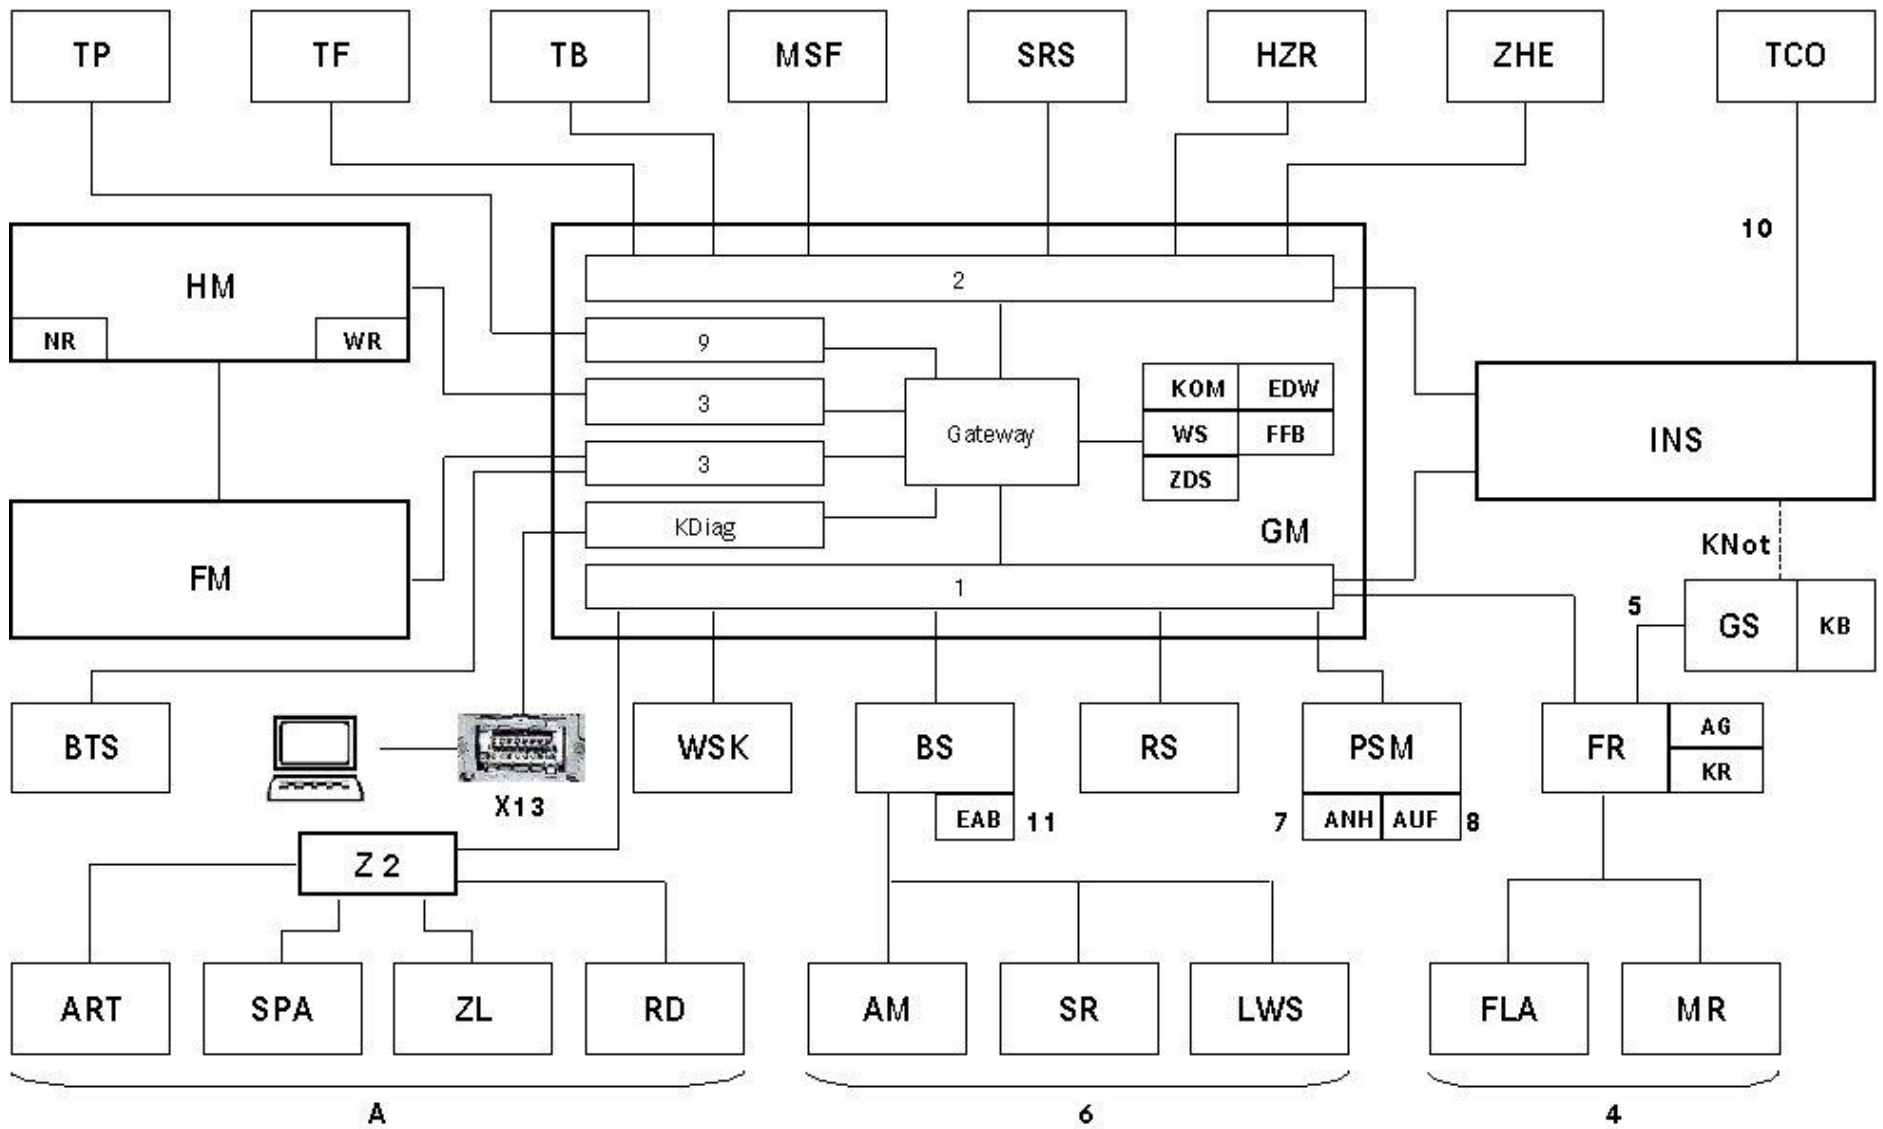 TP TF TB MSF SRS HZR ZHE TCO
10
HM
NR WR
2
9
3
3
KDiag
1
Gateway
KOM EDW
WS FFB
ZDS
GM
INS
KNot
FM
5
GS KB
BTS
X13
WSK
BS
EAB 11
RS
PSM
7 ANH AUF 8
FR
AG
KR
Z 2
ART SPA ZL RD AM SR LWS FLA MR
A 6 4